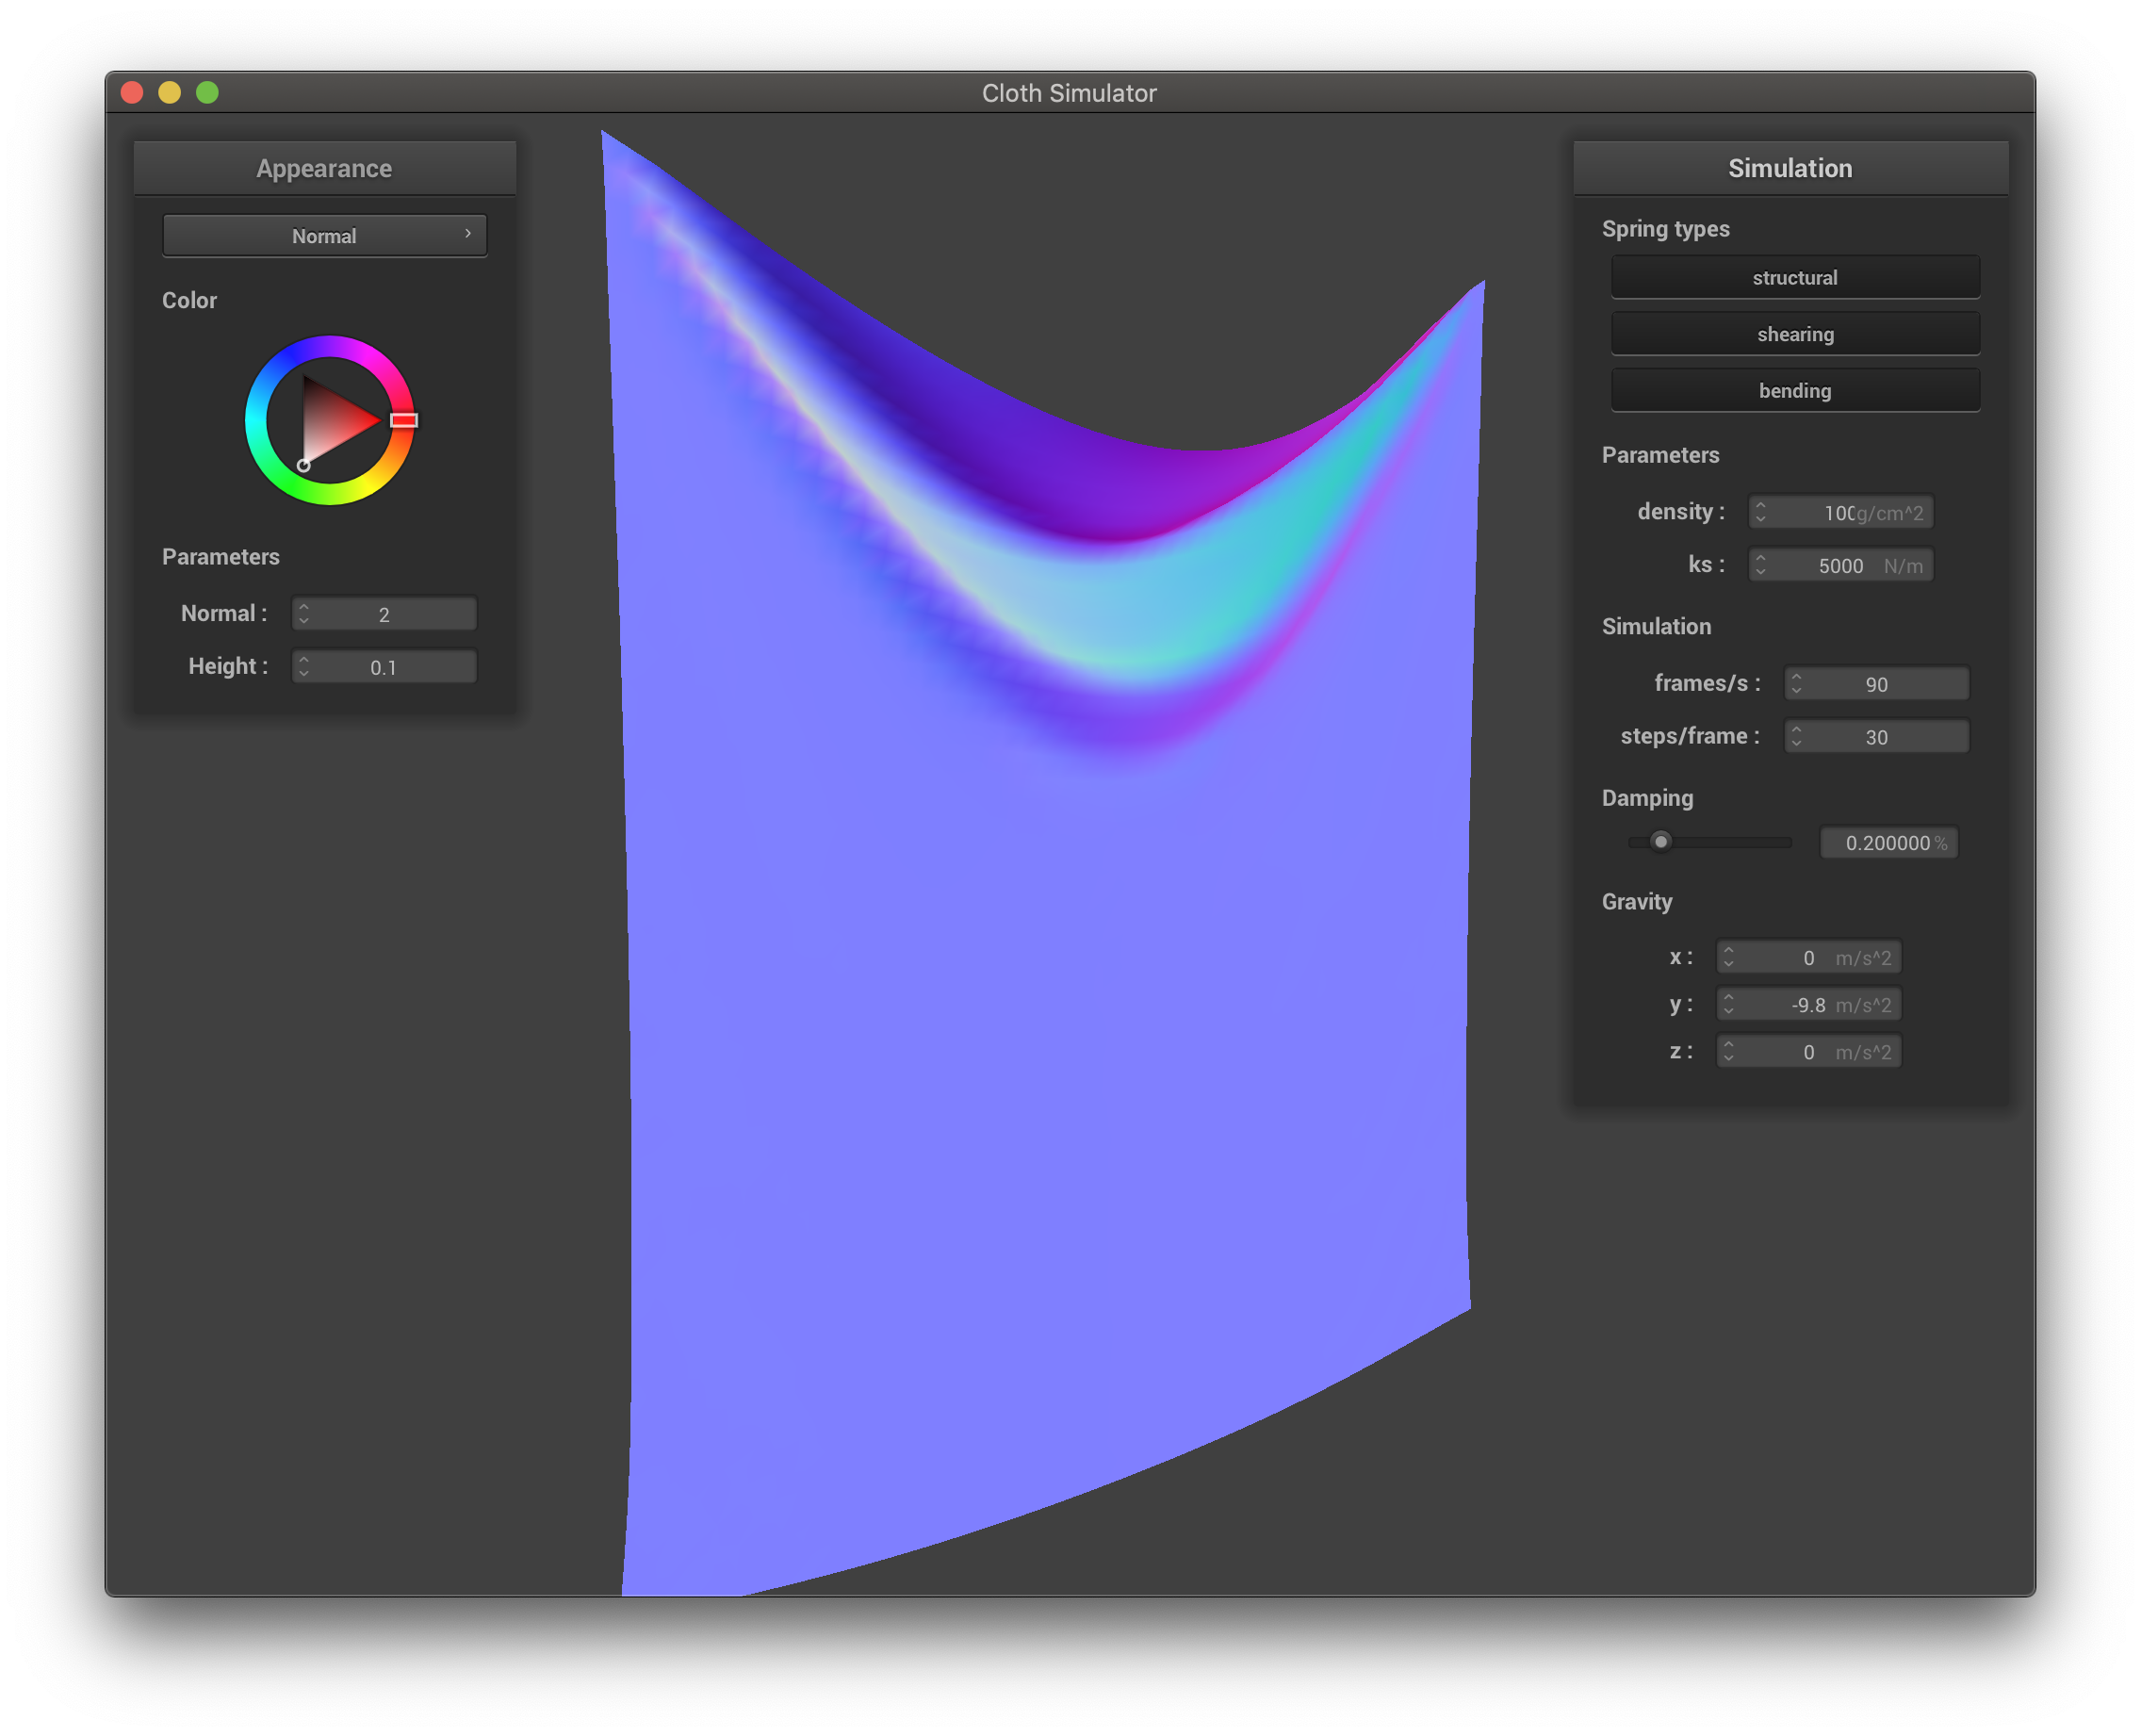 Cloth Simulator
Appearance
Normal
Color
Parameters
Normal : 2
Height : 0.1
Simulation
Spring types
structural
shearing
bending
Parameters
density : 100 g/cm^2
ks : 5000 N/m
Simulation
frames/s : 90
steps/frame : 30
Damping
0.200000 %
Gravity
x : 0 m/s^2
y : -9.8 m/s^2
z : 0 m/s^2